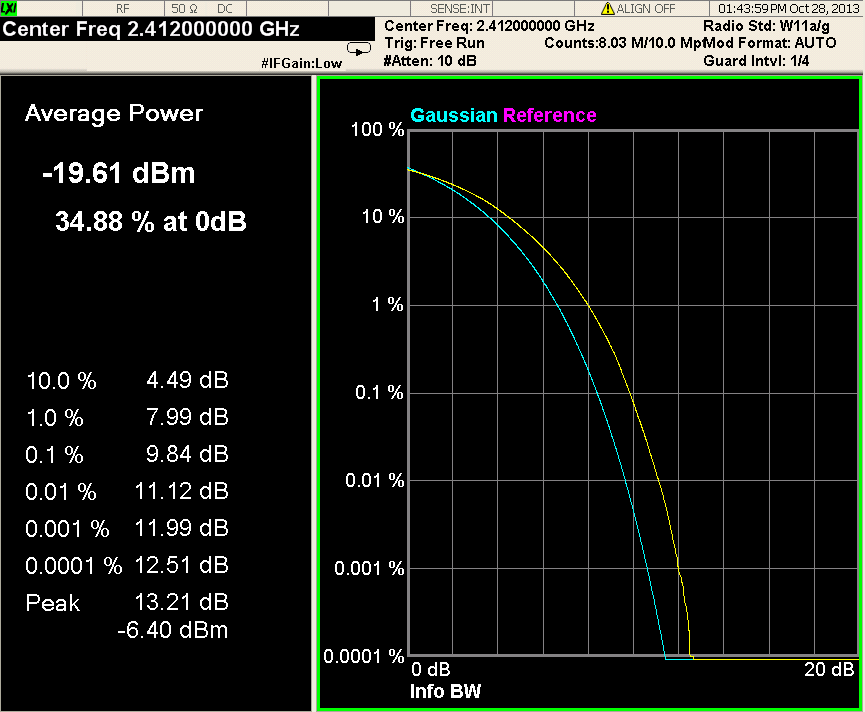 LXI RF 50 Ω DC SENSE:INT ALIGN OFF 01:43:59 PM Oct 28, 2013
Center Freq 2.412000000 GHz
Center Freq: 2.412000000 GHz Radio Std: W11a/g
Trig: Free Run Counts:8.03 M/10.0 Mpt Mod Format: AUTO
#IFGain:Low #Atten: 10 dB Guard Intvl: 1/4
Average Power
-19.61 dBm
34.88 % at 0dB
10.0 % 4.49 dB
1.0 % 7.99 dB
0.1 % 9.84 dB
0.01 % 11.12 dB
0.001 % 11.99 dB
0.0001 % 12.51 dB
Peak 13.21 dB
-6.40 dBm
Gaussian Reference
100 %
10 %
1 %
0.1 %
0.01 %
0.001 %
0.0001 %
0 dB 20 dB
Info BW